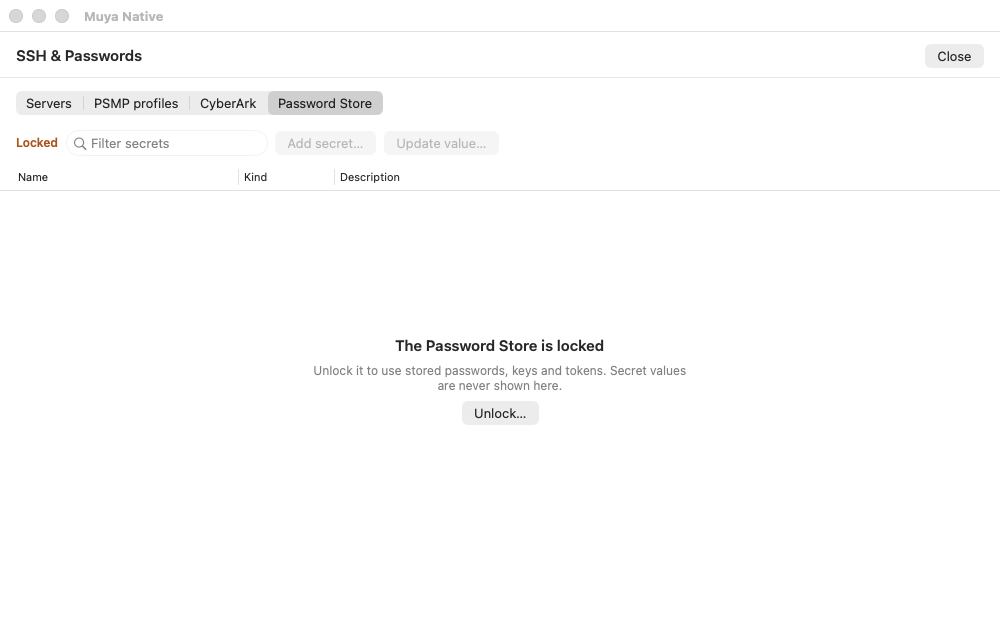 Muya Native
SSH & Passwords
Close
Servers
PSMP profiles
CyberArk
Password Store
Locked
Filter secrets
Add secret...
Update value...
Name
Kind
Description
The Password Store is locked
Unlock it to use stored passwords, keys and tokens. Secret values
are never shown here.
Unlock...